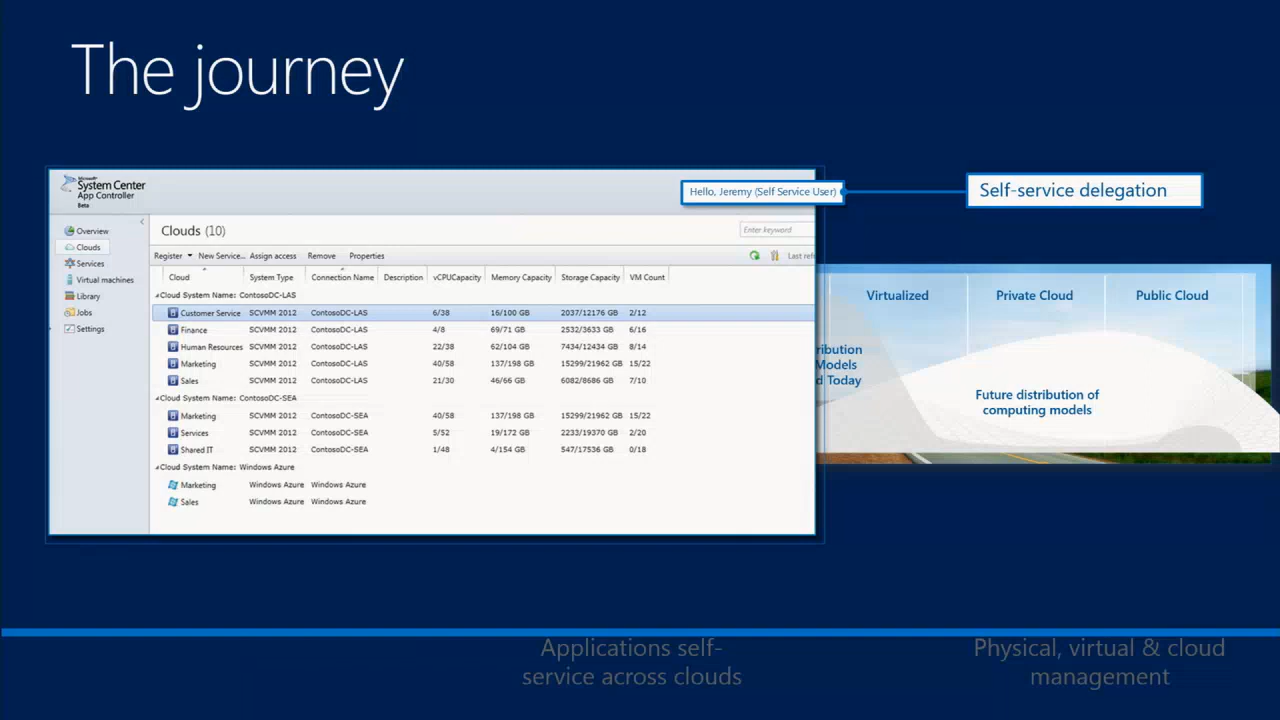 The journey
Microsoft
System Center
App Controller
Beta
Hello, Jeremy (Self Service User)
Self-service delegation
Overview
Clouds
Services
Virtual machines
Library
Jobs
Settings
Clouds (10)
Enter keyword
Register New Service... Assign access Remove Properties
Last refr
Cloud System Type Connection Name Description vCPUCapacity Memory Capacity Storage Capacity VM Count
Cloud System Name: ContosoDC-LAS
Customer Service SCVMM 2012 ContosoDC-LAS 6/38 16/100 GB 2037/12176 GB 2/12
Finance SCVMM 2012 ContosoDC-LAS 4/8 69/71 GB 2532/3633 GB 6/16
Human Resources SCVMM 2012 ContosoDC-LAS 22/38 62/104 GB 7434/12434 GB 8/14
Marketing SCVMM 2012 ContosoDC-LAS 40/58 137/198 GB 15299/21962 GB 15/22
Sales SCVMM 2012 ContosoDC-LAS 21/30 46/66 GB 6082/8686 GB 7/10
Cloud System Name: ContosoDC-SEA
Marketing SCVMM 2012 ContosoDC-SEA 40/58 137/198 GB 15299/21962 GB 15/22
Services SCVMM 2012 ContosoDC-SEA 5/52 19/172 GB 2233/19370 GB 2/20
Shared IT SCVMM 2012 ContosoDC-SEA 1/48 4/154 GB 547/17536 GB 0/18
Cloud System Name: Windows Azure
Marketing Windows Azure Windows Azure
Sales Windows Azure Windows Azure
Virtualized
Private Cloud
Public Cloud
ribution
Models
d Today
Future distribution of
computing models
Applications self-
service across clouds
Physical, virtual & cloud
management